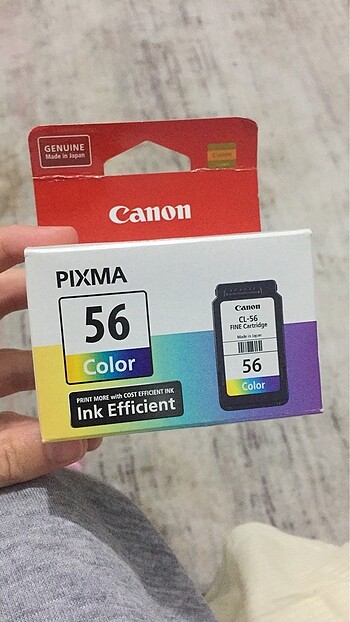 GENUINE
Made in Japan
Canon
Canon
PIXMA
56
Color
PRINT MORE with COST EFFICIENT INK
Ink Efficient
Canon
CL-56
FINE Cartridge
Made in Japan
56
Color